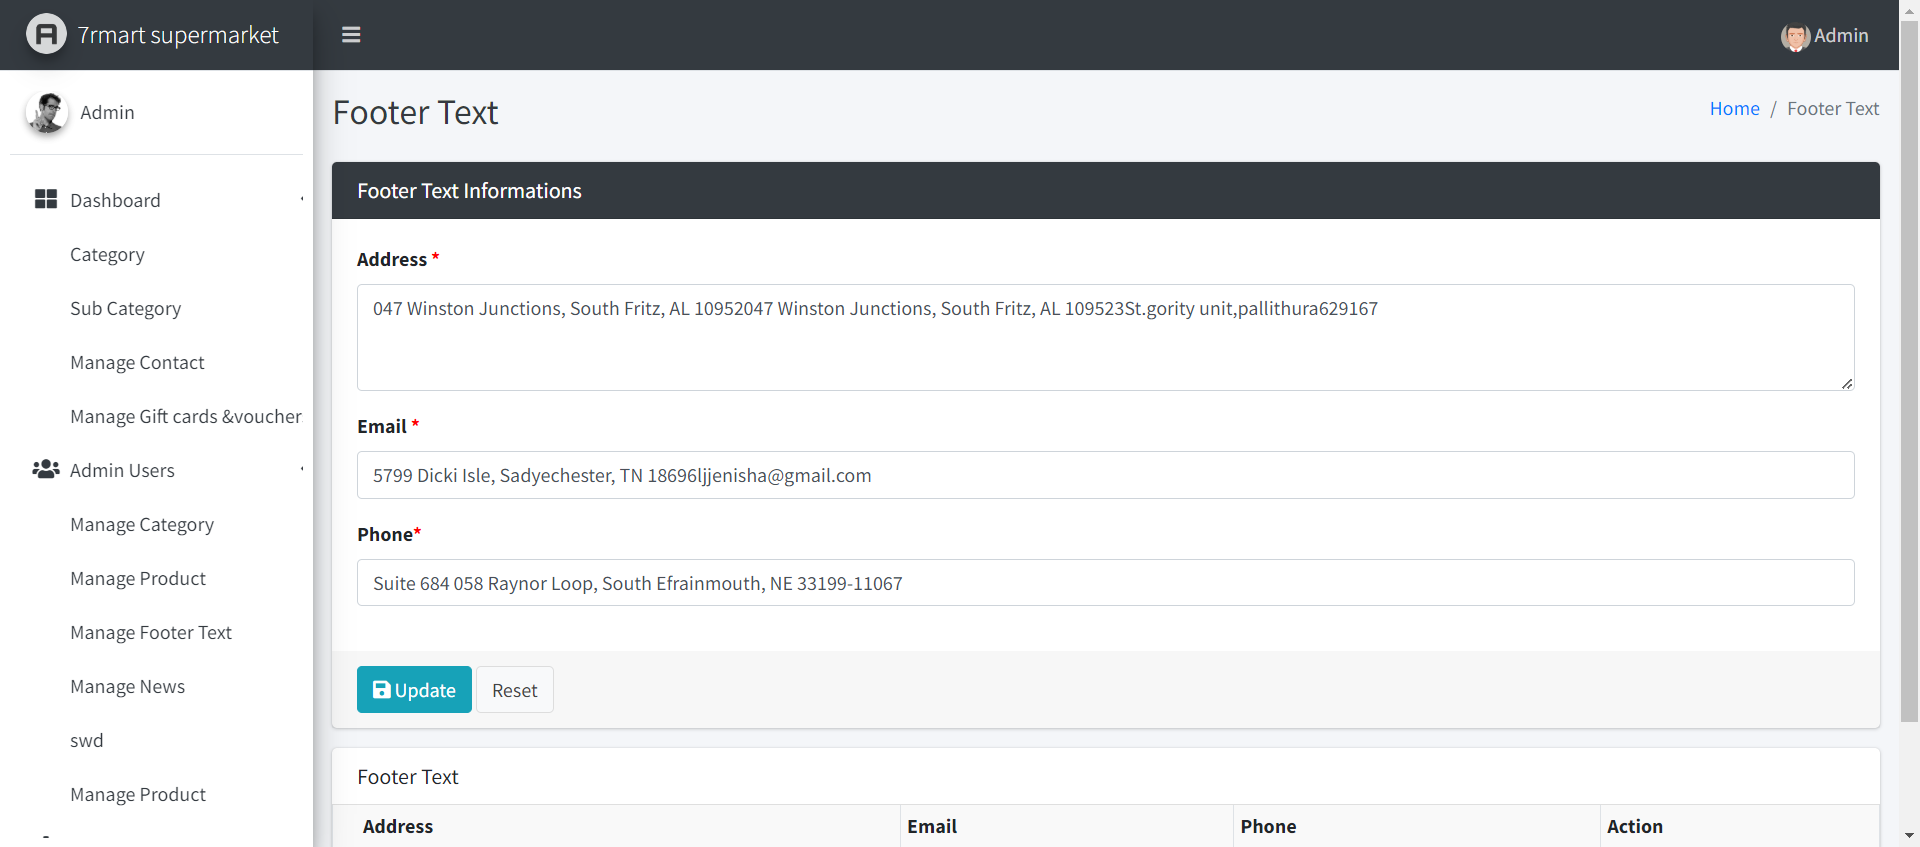 7rmart supermarket
Admin
Admin
Footer Text
Home / Footer Text
Dashboard
Category
Sub Category
Manage Contact
Manage Gift cards &voucher
Admin Users
Manage Category
Manage Product
Manage Footer Text
Manage News
swd
Manage Product
Footer Text Informations
Address *
047 Winston Junctions, South Fritz, AL 10952047 Winston Junctions, South Fritz, AL 109523St.gority unit,pallithura629167
Email *
5799 Dicki Isle, Sadyechester, TN 18696ljjenisha@gmail.com
Phone*
Suite 684 058 Raynor Loop, South Efrainmouth, NE 33199-11067
Update Reset
Footer Text
Address Email Phone Action